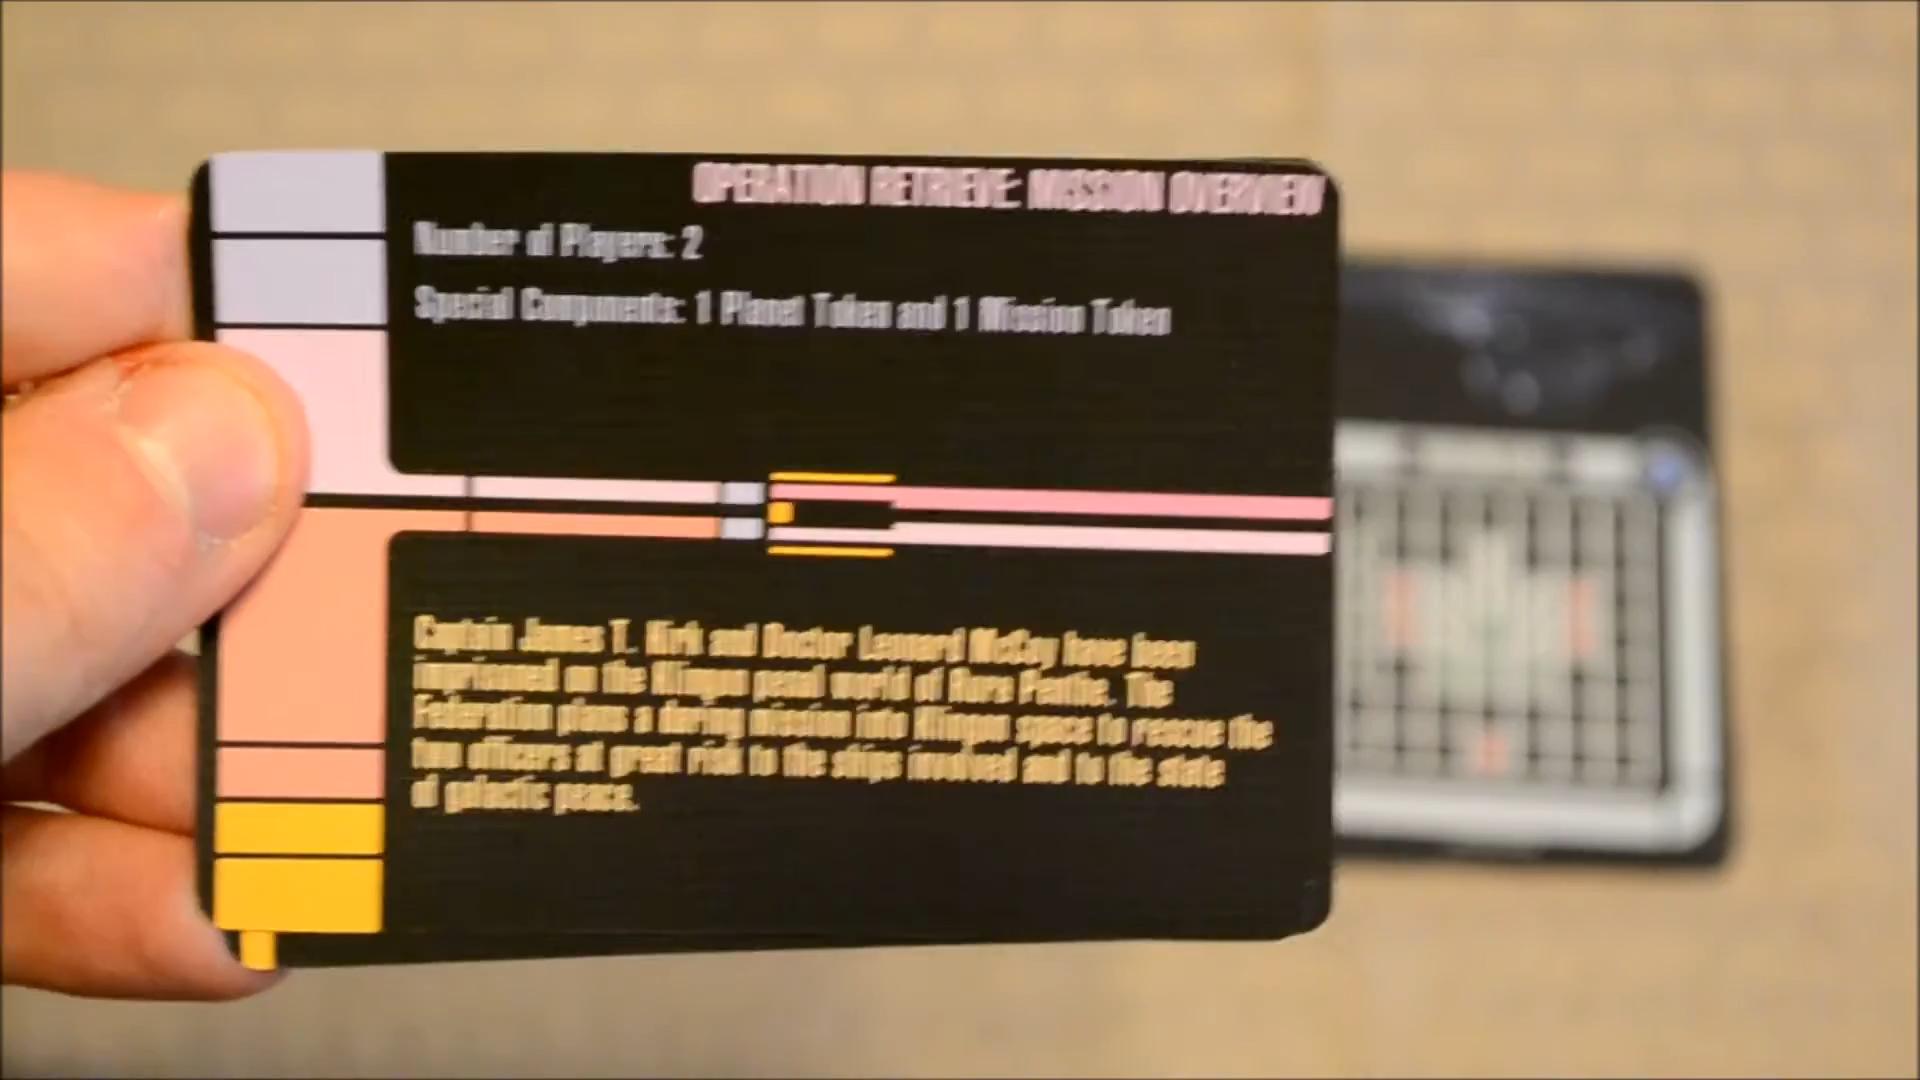 OPERATION RETRIEVE: MISSION OVERVIEW
Number of Players: 2
Special Components: 1 Planet Token and 1 Mission Token
Captain James T. Kirk and Doctor Leonard McCoy have been
imprisoned on the Klingon penal world of Rura Penthe. The
Federation plans a daring mission into Klingon space to rescue the
two officers at great risk to the ships involved and to the state
of galactic peace.